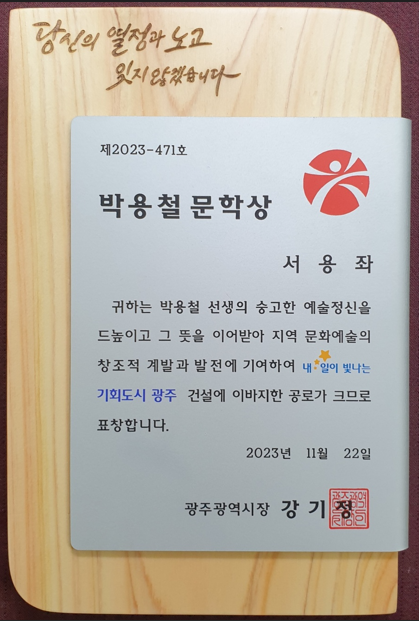 당신의 열정과 노고
잊지 않겠습니다
제2023-471호
박용철 문학상
서 용 좌
귀하는 박용철 선생의 숭고한 예술정신을
드높이고 그 뜻을 이어받아 지역 문화예술의
창조적 계발과 발전에 기여하여 내☆일이 빛나는
기회도시 광주 건설에 이바지한 공로가 크므로
표창합니다.
2023년 11월 22일
광주광역시장 강 기 정